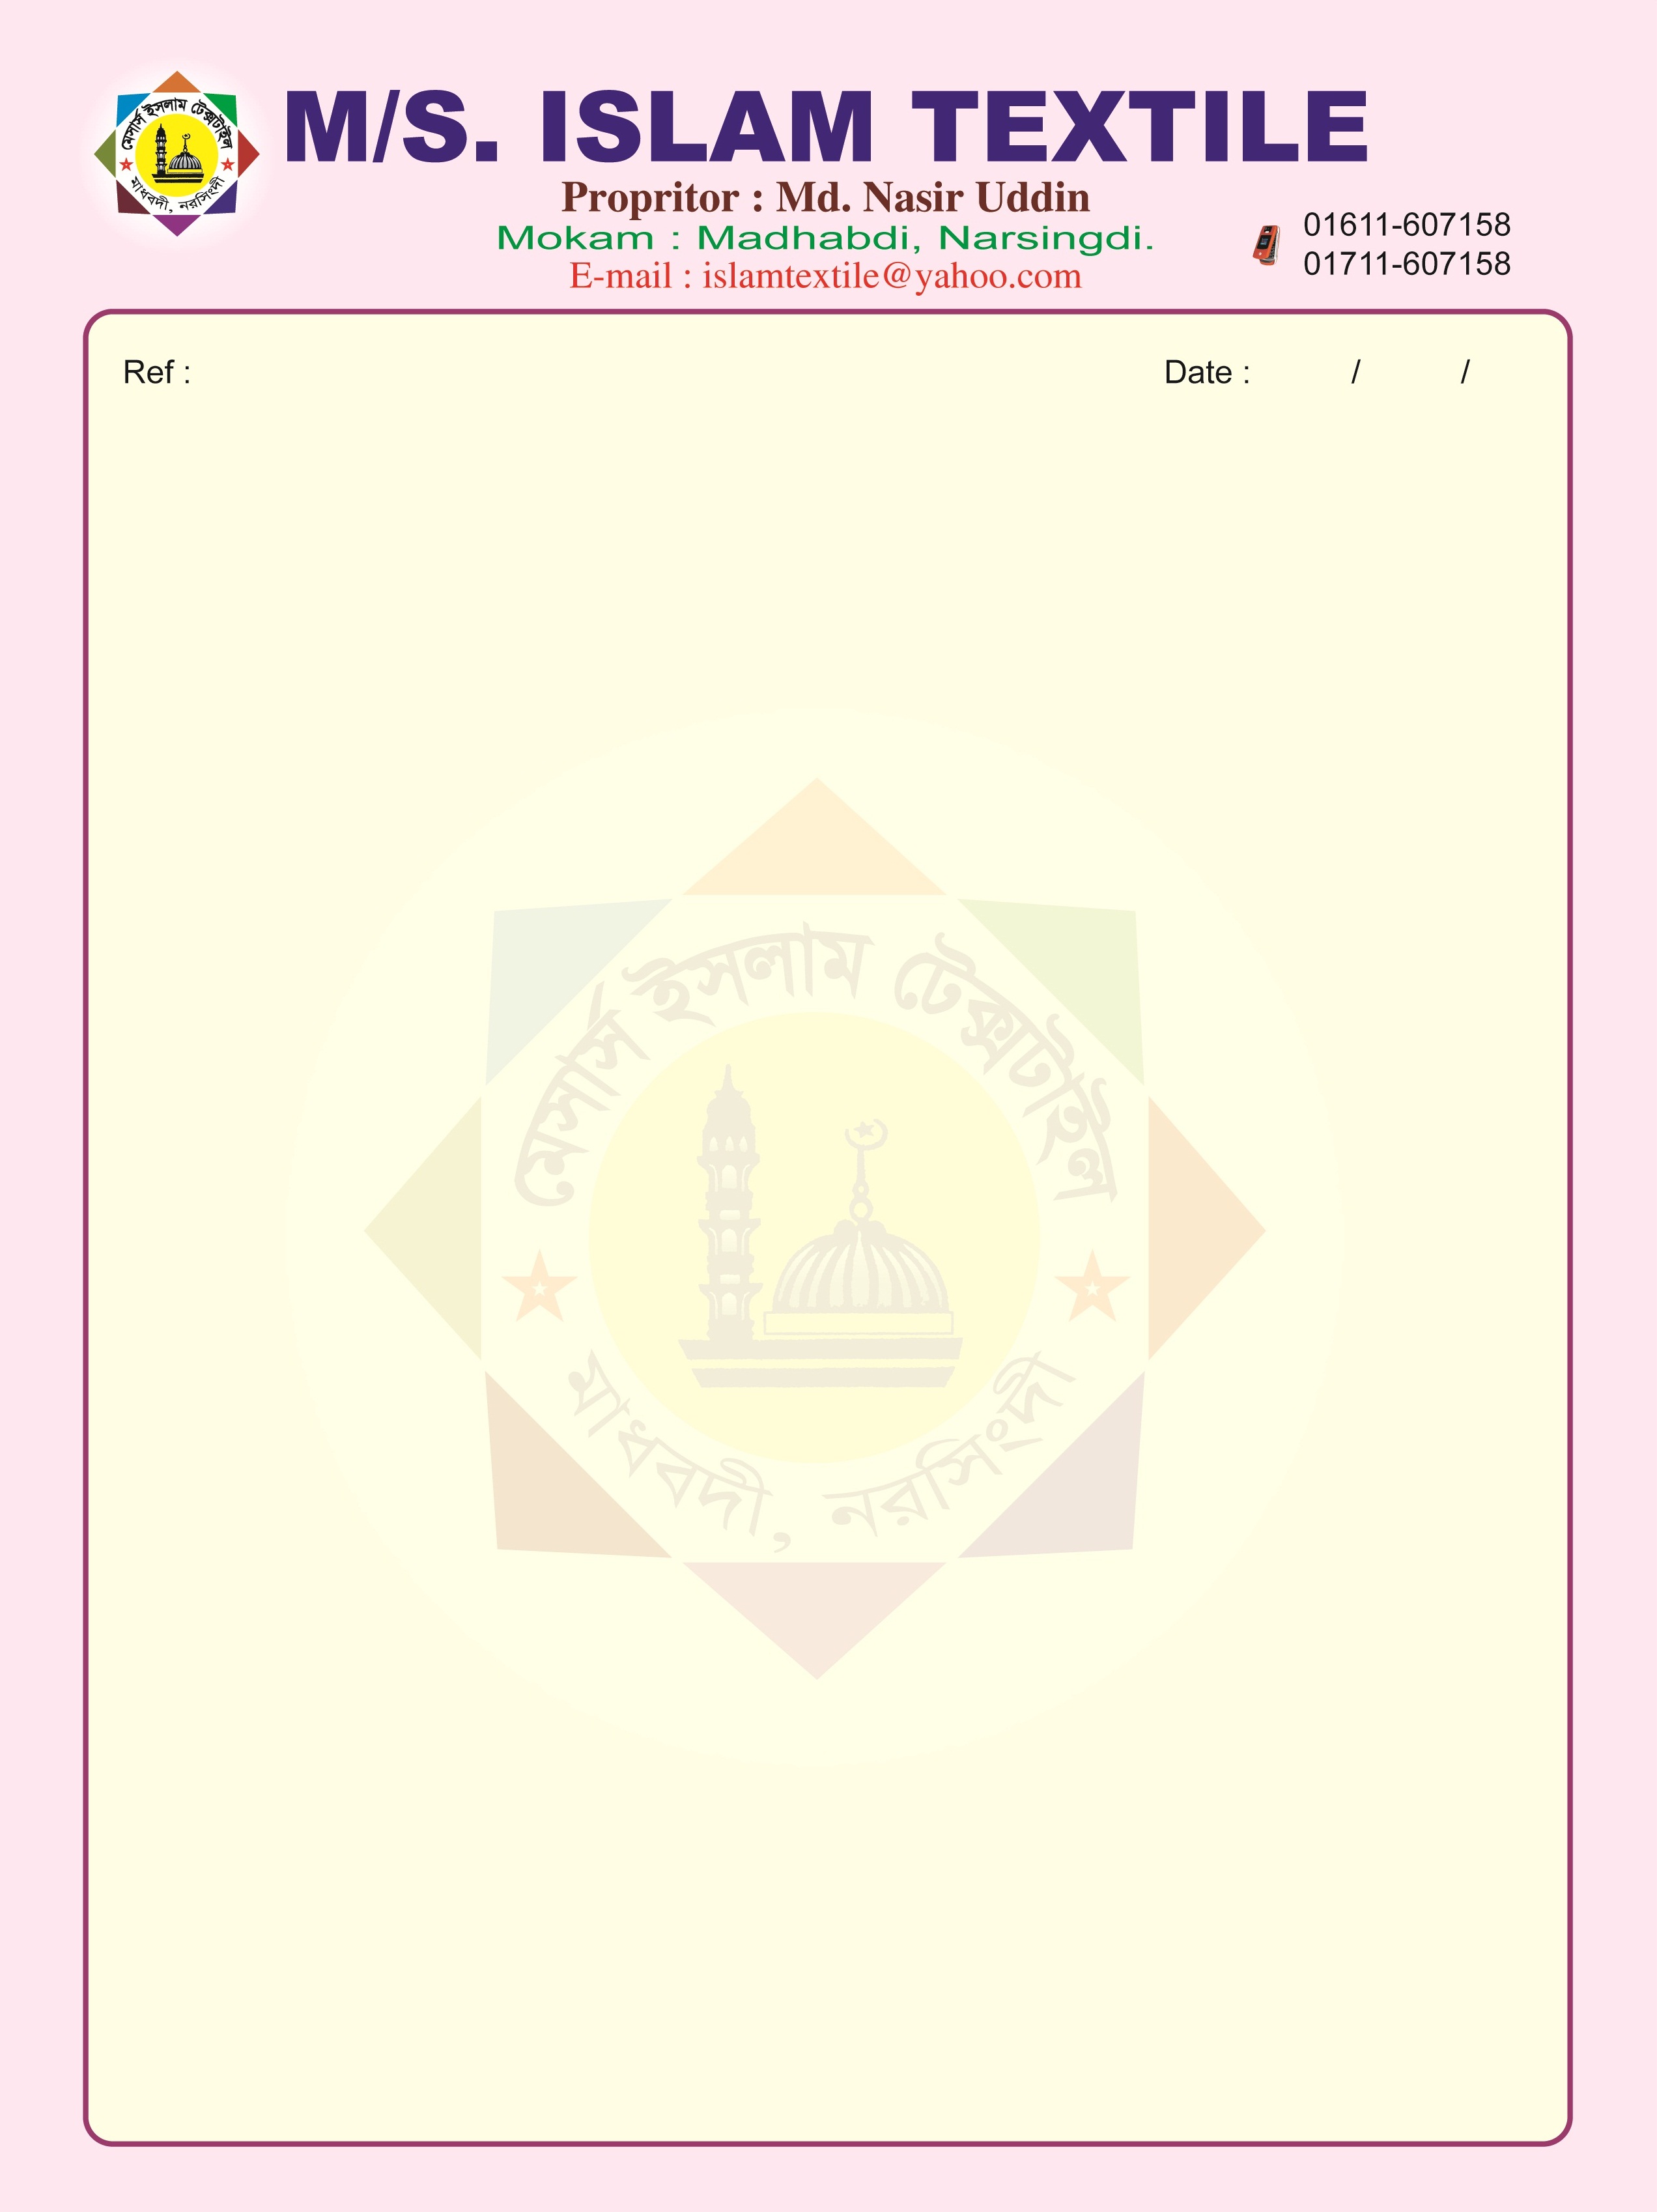 মেসার্স ইসলাম টেক্সটাইল
মাধবদী, নরসিংদী
M/S. ISLAM TEXTILE
Propritor : Md. Nasir Uddin
Mokam : Madhabdi, Narsingdi.
E-mail : islamtextile@yahoo.com
01611-607158
01711-607158
Ref :
Date : / /
মেসার্স ইসলাম টেক্সটাইল
মাধবদী, নরসিংদী